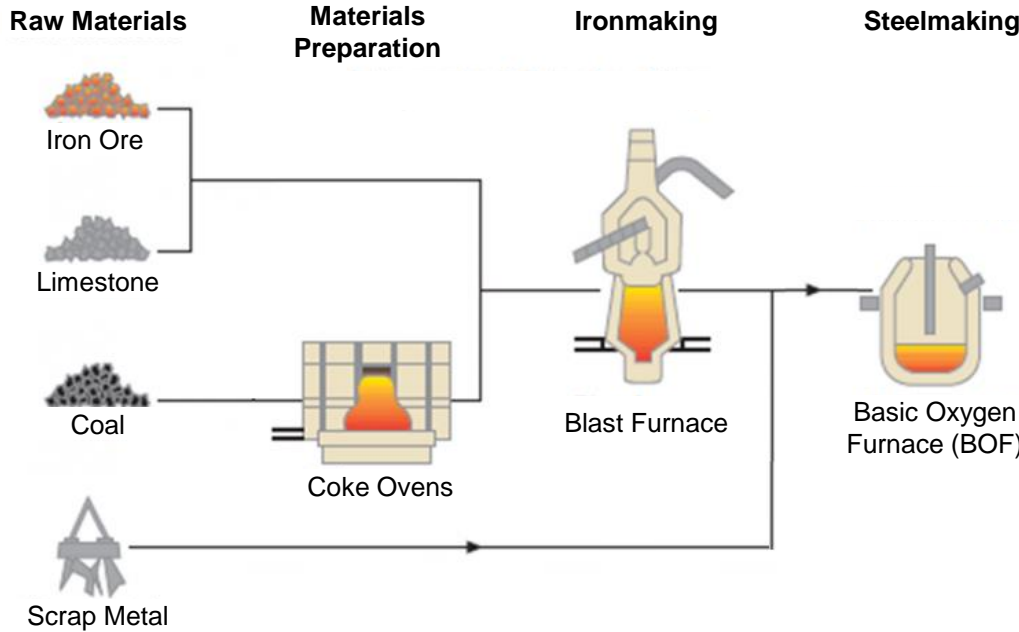 Raw Materials
Materials
Preparation
Ironmaking
Steelmaking
Iron Ore
Limestone
Coal
Coke Ovens
Blast Furnace
Basic Oxygen
Furnace (BOF)
Scrap Metal